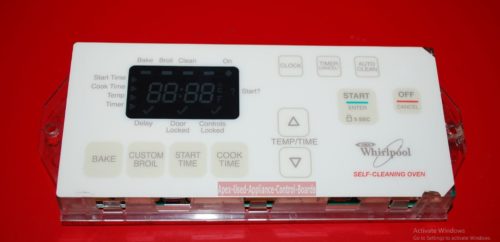 Bake Broil Clean On
Start Time
Cook Time
Temp
Timer
Start?
Delay Door Locked Controls Locked
CLOCK
TIMER
AUTO CLEAN
START
ENTER
5 SEC
OFF
CANCEL
TEMP/TIME
BAKE
CUSTOM BROIL
START TIME
COOK TIME
Whirlpool
SELF-CLEANING OVEN
Apex-Used-Appliance-Control-Boards
Activate Windows
Go to Settings to activate Windows.